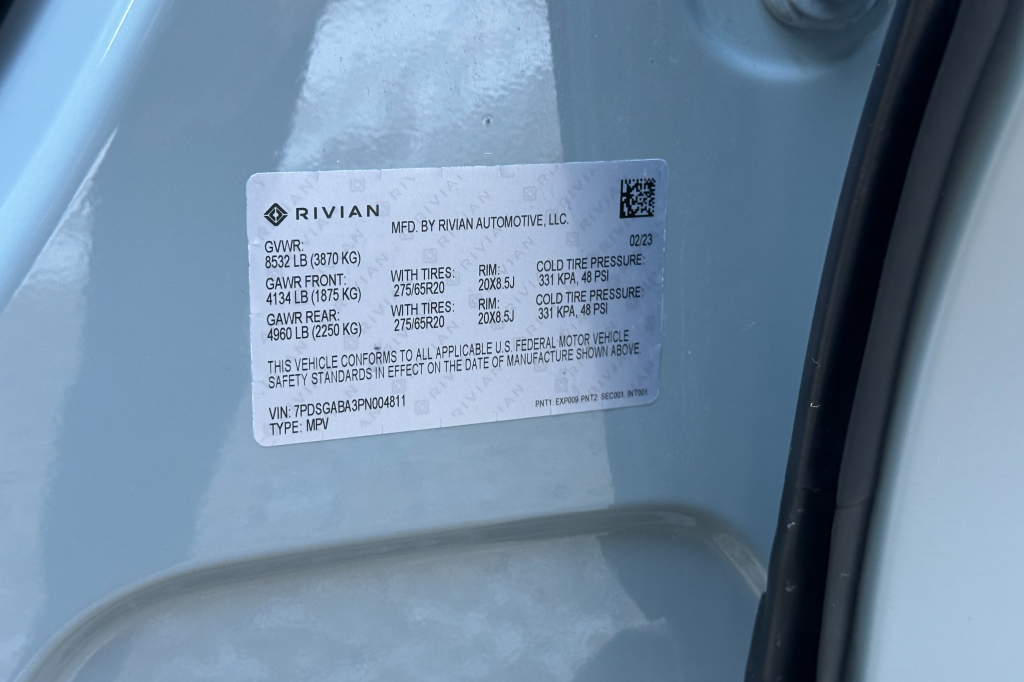 RIVIAN
MFD. BY RIVIAN AUTOMOTIVE, LLC.
02/23
GVWR:
8532 LB (3870 KG)
GAWR FRONT: WITH TIRES: RIM: COLD TIRE PRESSURE:
4134 LB (1875 KG) 275/65R20 20X8.5J 331 KPA, 48 PSI
GAWR REAR: WITH TIRES: RIM: COLD TIRE PRESSURE:
4960 LB (2250 KG) 275/65R20 20X8.5J 331 KPA, 48 PSI
THIS VEHICLE CONFORMS TO ALL APPLICABLE U.S. FEDERAL MOTOR VEHICLE
SAFETY STANDARDS IN EFFECT ON THE DATE OF MANUFACTURE SHOWN ABOVE.
VIN: 7PDSGABA3PN004811
TYPE: MPV
PNT1: EXP009 PNT2: SEC001 INT001